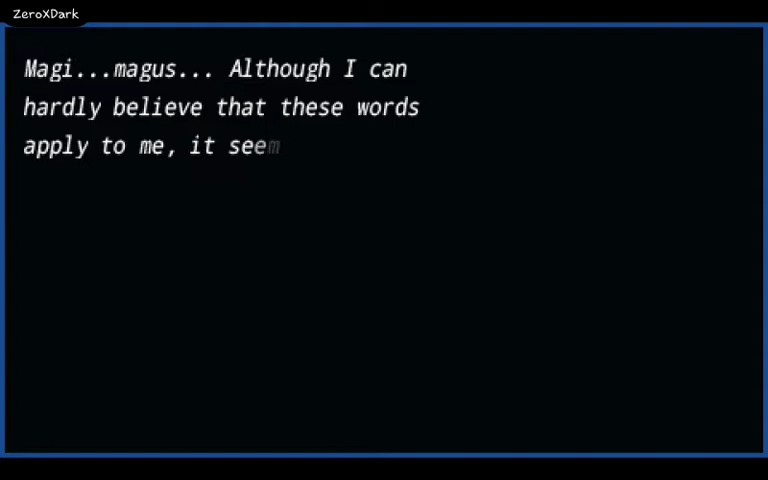 ZeroXDark
Magi...magus... Although I can
hardly believe that these words
apply to me, it seem